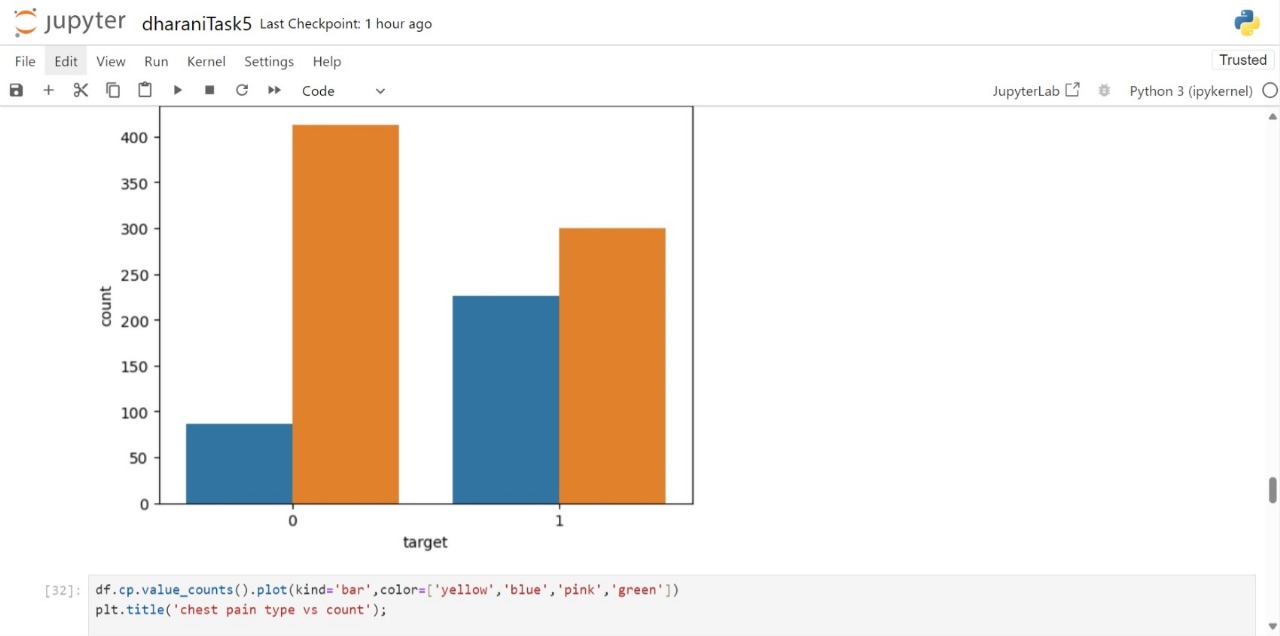 jupyter dharaniTask5 Last Checkpoint: 1 hour ago
File Edit View Run Kernel Settings Help Trusted
Code JupyterLab Python 3 (ipykernel)
400
350
300
250
200
150
100
50
0
count
0 1
target
[32]: df.cp.value_counts().plot(kind='bar',color=['yellow','blue','pink','green'])
plt.title('chest pain type vs count');